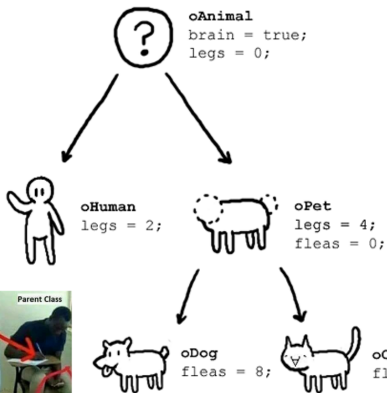 oAnimal
brain = true;
legs = 0;
?
oHuman
legs = 2;
oPet
legs = 4;
fleas = 0;
Parent Class
oDog
fleas = 8;